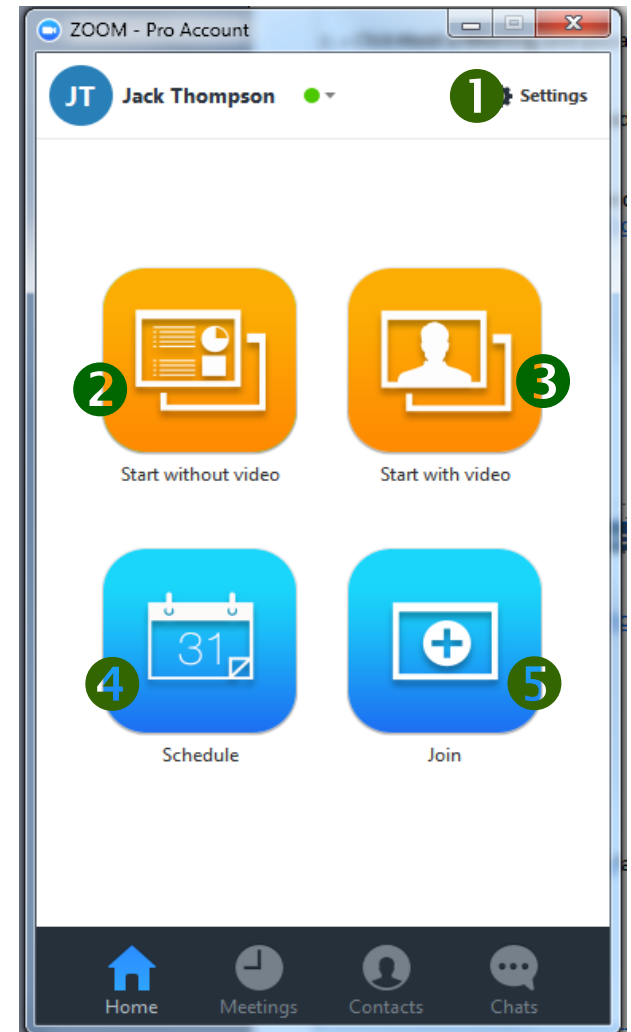 ZOOM - Pro Account
JT Jack Thompson 1 Settings
2 3
Start without video Start with video
31
4 5
Schedule Join
Home Meetings Contacts Chats